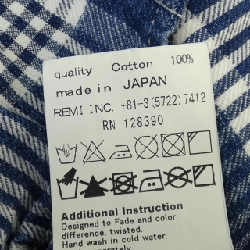 quality Cotton 100%
made in JAPAN
REMI INC. +81-3(5722)7412
RN 128390
Additional Instruction
Designed to Fade and color
difference, twisted.
Hand wash in cold water